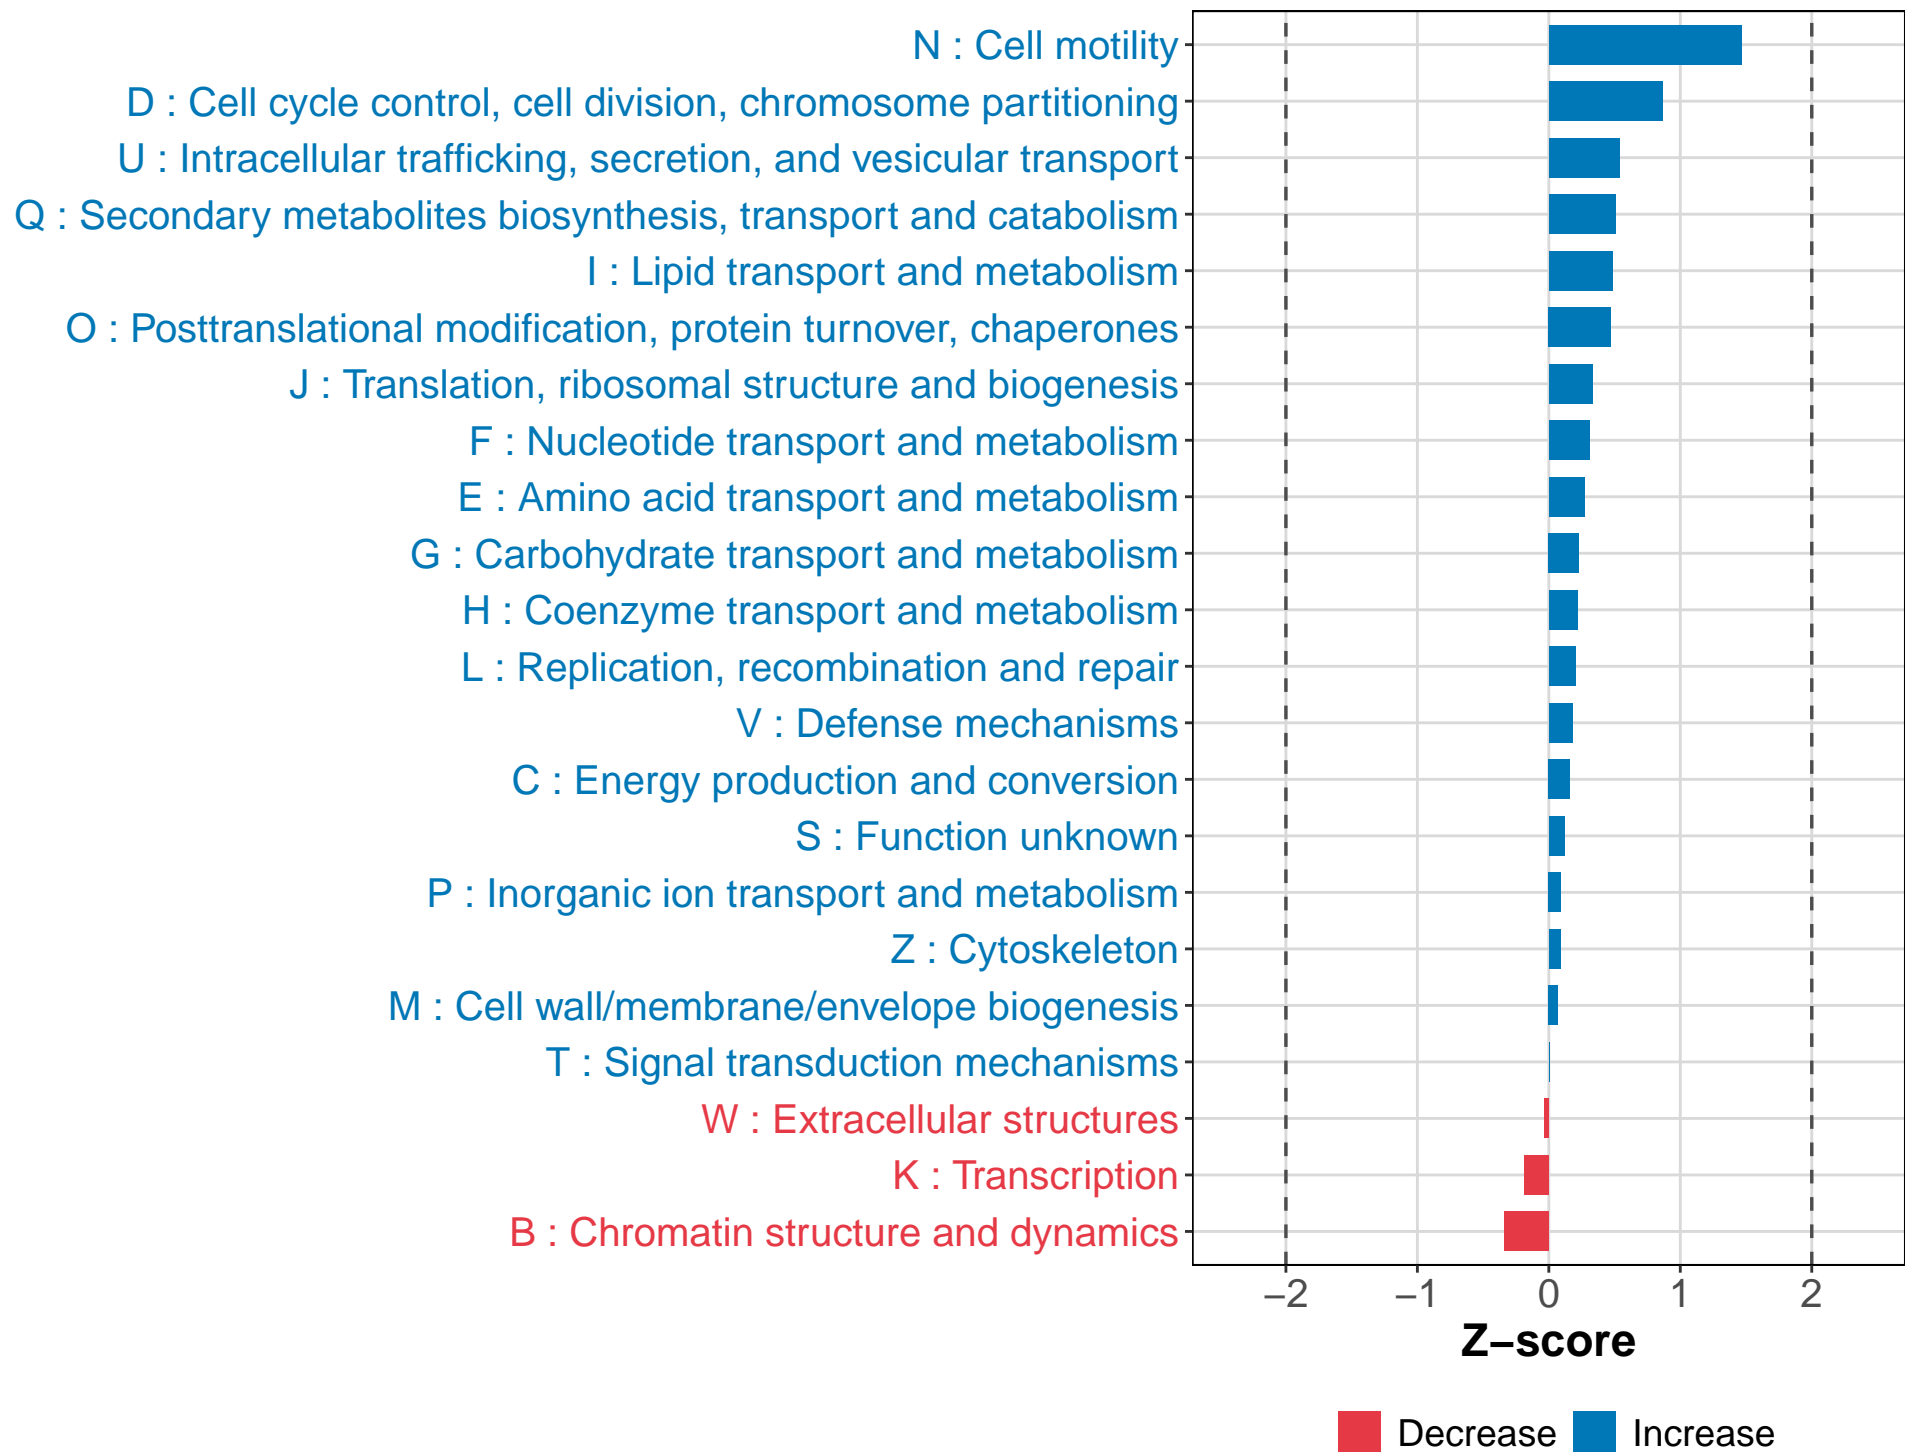 N : Cell motility
D : Cell cycle control, cell division, chromosome partitioning
U : Intracellular trafficking, secretion, and vesicular transport
Q : Secondary metabolites biosynthesis, transport and catabolism
I : Lipid transport and metabolism
O : Posttranslational modification, protein turnover, chaperones
J : Translation, ribosomal structure and biogenesis
F : Nucleotide transport and metabolism
E : Amino acid transport and metabolism
G : Carbohydrate transport and metabolism
H : Coenzyme transport and metabolism
L : Replication, recombination and repair
V : Defense mechanisms
C : Energy production and conversion
S : Function unknown
P : Inorganic ion transport and metabolism
Z : Cytoskeleton
M : Cell wall/membrane/envelope biogenesis
T : Signal transduction mechanisms
W : Extracellular structures
K : Transcription
B : Chromatin structure and dynamics
−2 −1 0 1 2
Z−score
Decrease Increase